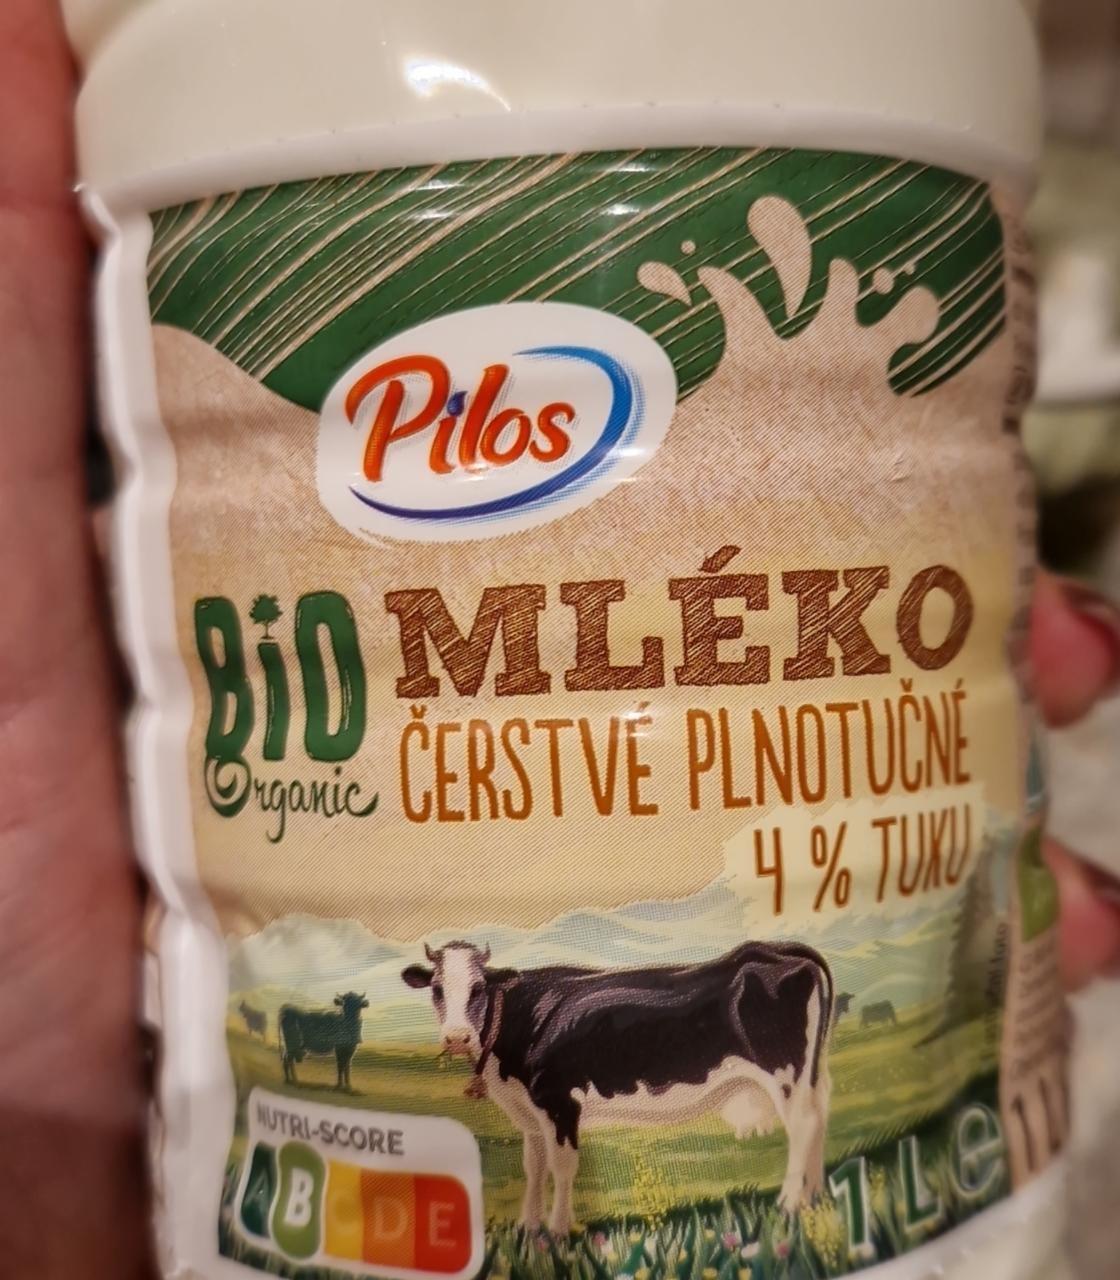 Pilos
BiO
Organic
MLÉKO
ČERSTVÉ PLNOTUČNÉ
4 % TUKU
NUTRI-SCORE
A B C D E
1 L e